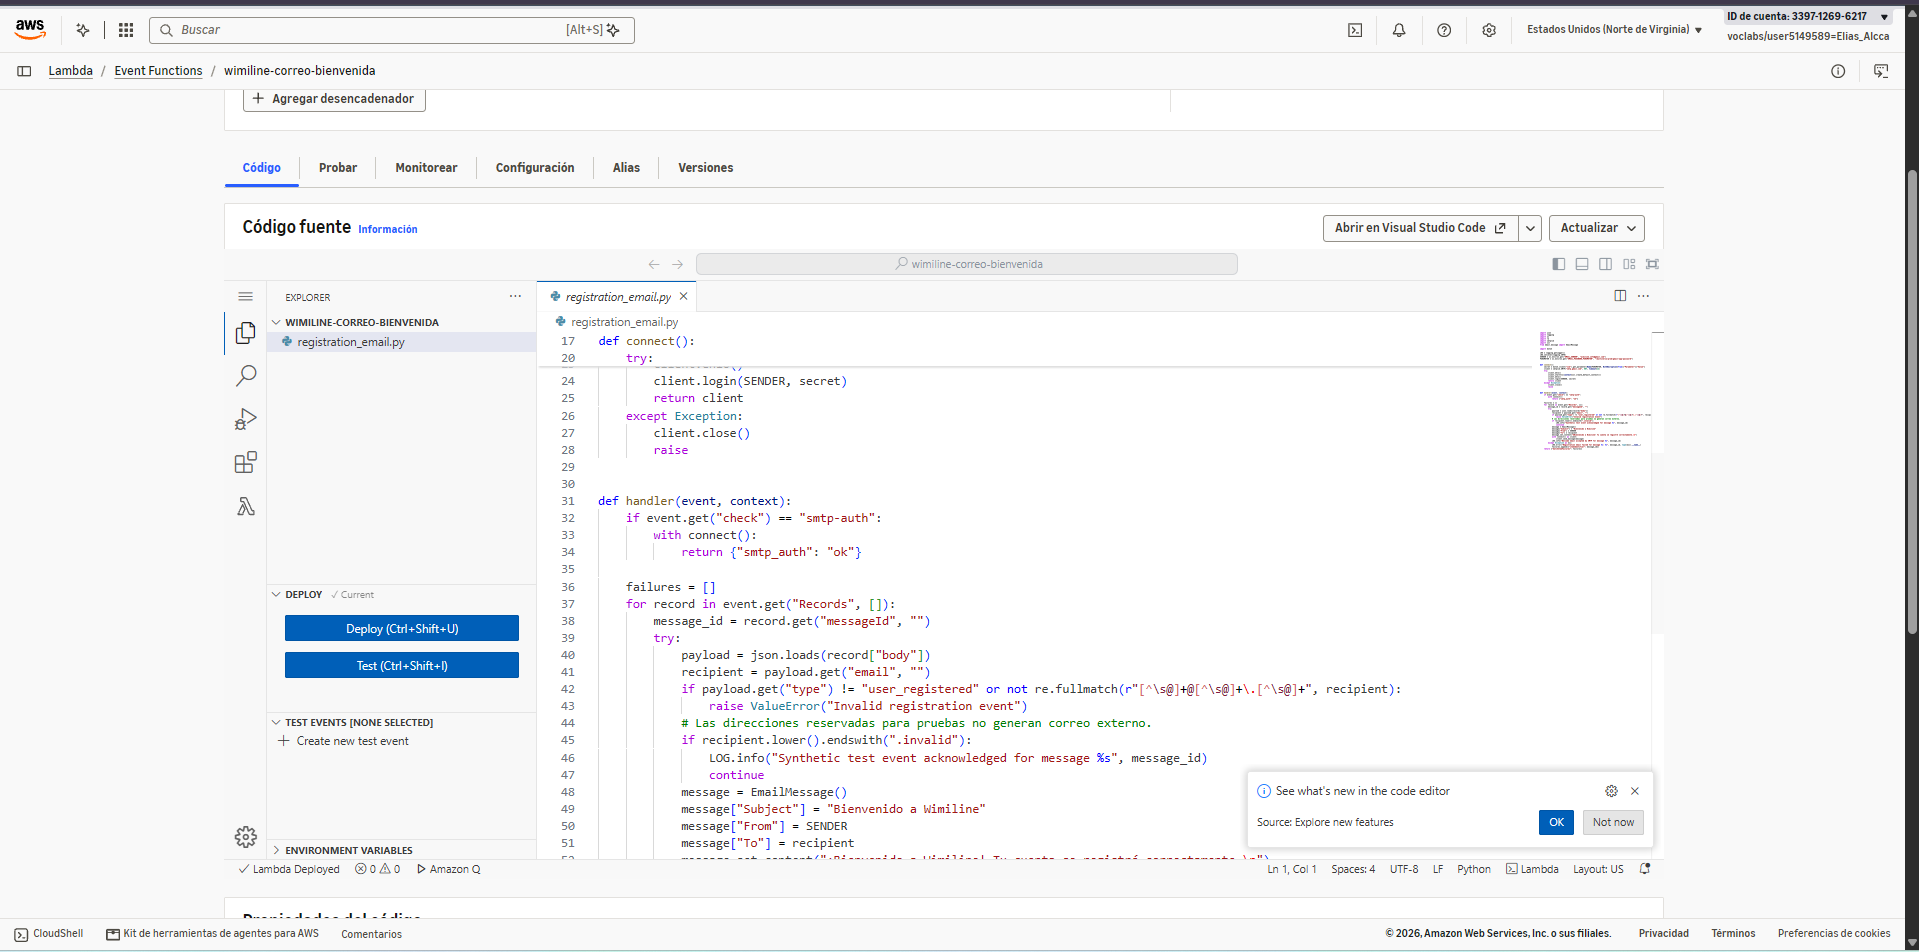 aws
Buscar
[Alt+S]
Estados Unidos (Norte de Virginia)
ID de cuenta: 3397-1269-6217
voclabs/user5149589=Elias_Alcca
Lambda / Event Functions / wimiline-correo-bienvenida
Agregar desencadenador
Código
Probar
Monitorear
Configuración
Alias
Versiones
Código fuente Información
Abrir en Visual Studio Code
Actualizar
wimiline-correo-bienvenida
EXPLORER
WIMILINE-CORREO-BIENVENIDA
registration_email.py
DEPLOY ✓ Current
Deploy (Ctrl+Shift+U)
Test (Ctrl+Shift+I)
TEST EVENTS [NONE SELECTED]
+ Create new test event
ENVIRONMENT VARIABLES
registration_email.py
registration_email.py
17 def connect():
20 try:
24 client.login(SENDER, secret)
25 return client
26 except Exception:
27 client.close()
28 raise
29
30
31 def handler(event, context):
32 if event.get("check") == "smtp-auth":
33 with connect():
34 return {"smtp_auth": "ok"}
35
36 failures = []
37 for record in event.get("Records", []):
38 message_id = record.get("messageId", "")
39 try:
40 payload = json.loads(record["body"])
41 recipient = payload.get("email", "")
42 if payload.get("type") != "user_registered" or not re.fullmatch(r"[^\s@]+@[^\s@]+\.[^\s@]+", recipient):
43 raise ValueError("Invalid registration event")
44 # Las direcciones reservadas para pruebas no generan correo externo.
45 if recipient.lower().endswith(".invalid"):
46 LOG.info("Synthetic test event acknowledged for message %s", message_id)
47 continue
48 message = EmailMessage()
49 message["Subject"] = "Bienvenido a Wimiline"
50 message["From"] = SENDER
51 message["To"] = recipient
See what's new in the code editor
Source: Explore new features
OK
Not now
Lambda Deployed
0 0
Amazon Q
Ln 1, Col 1
Spaces: 4
UTF-8
LF
Python
Lambda
Layout: US
Propiedades del código
CloudShell
Kit de herramientas de agentes para AWS
Comentarios
© 2026, Amazon Web Services, Inc. o sus filiales.
Privacidad
Términos
Preferencias de cookies